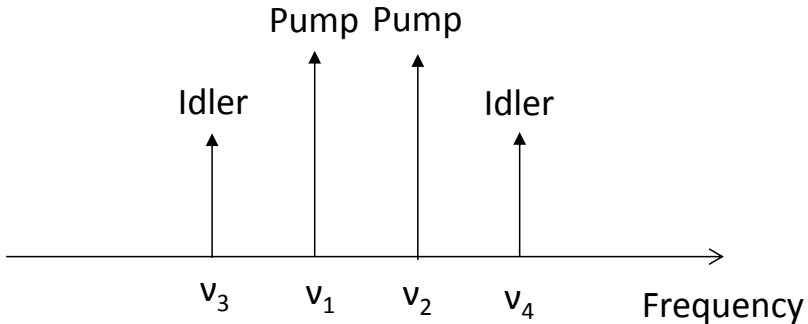 Pump Pump
Idler Idler
ν₃ ν₁ ν₂ ν₄
Frequency